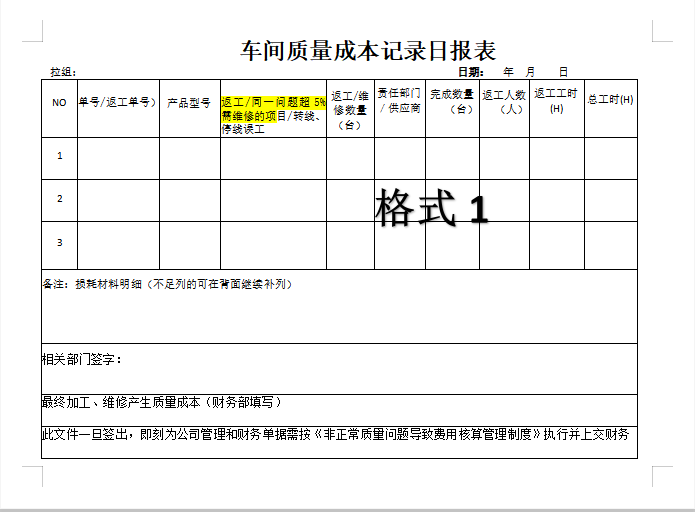 车间质量成本记录日报表
拉组： 日期： 年 月 日
NO 单号/返工单号） 产品型号 返工/同一问题超 5% 返工/维 责任部门 完成数量 返工人数 返工工时 总工时(H)
需维修的项目/转线、 修数量 / 供应商 （台） （人） (H)
停线误工 （台）
1
2
格式 1
3
备注：损耗材料明细（不足列的可在背面继续补列）
相关部门签字：
最终加工、维修产生质量成本（财务部填写）
此文件一旦签出，即刻为公司管理和财务单据需按《非正常质量问题导致费用核算管理制度》执行并上交财务